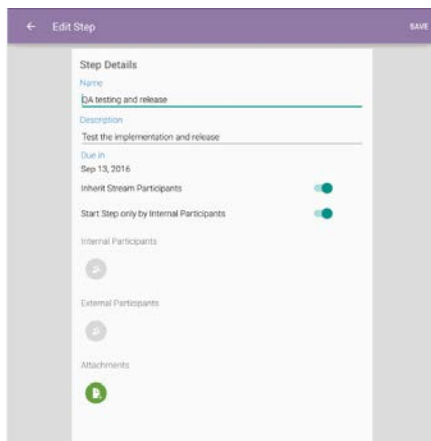 Edit Step
SAVE
Step Details
Name
QA testing and release
Description
Test the implementation and release
Due in
Sep 13, 2016
Inherit Stream Participants
Start Step only by Internal Participants
Internal Participants
External Participants
Attachments